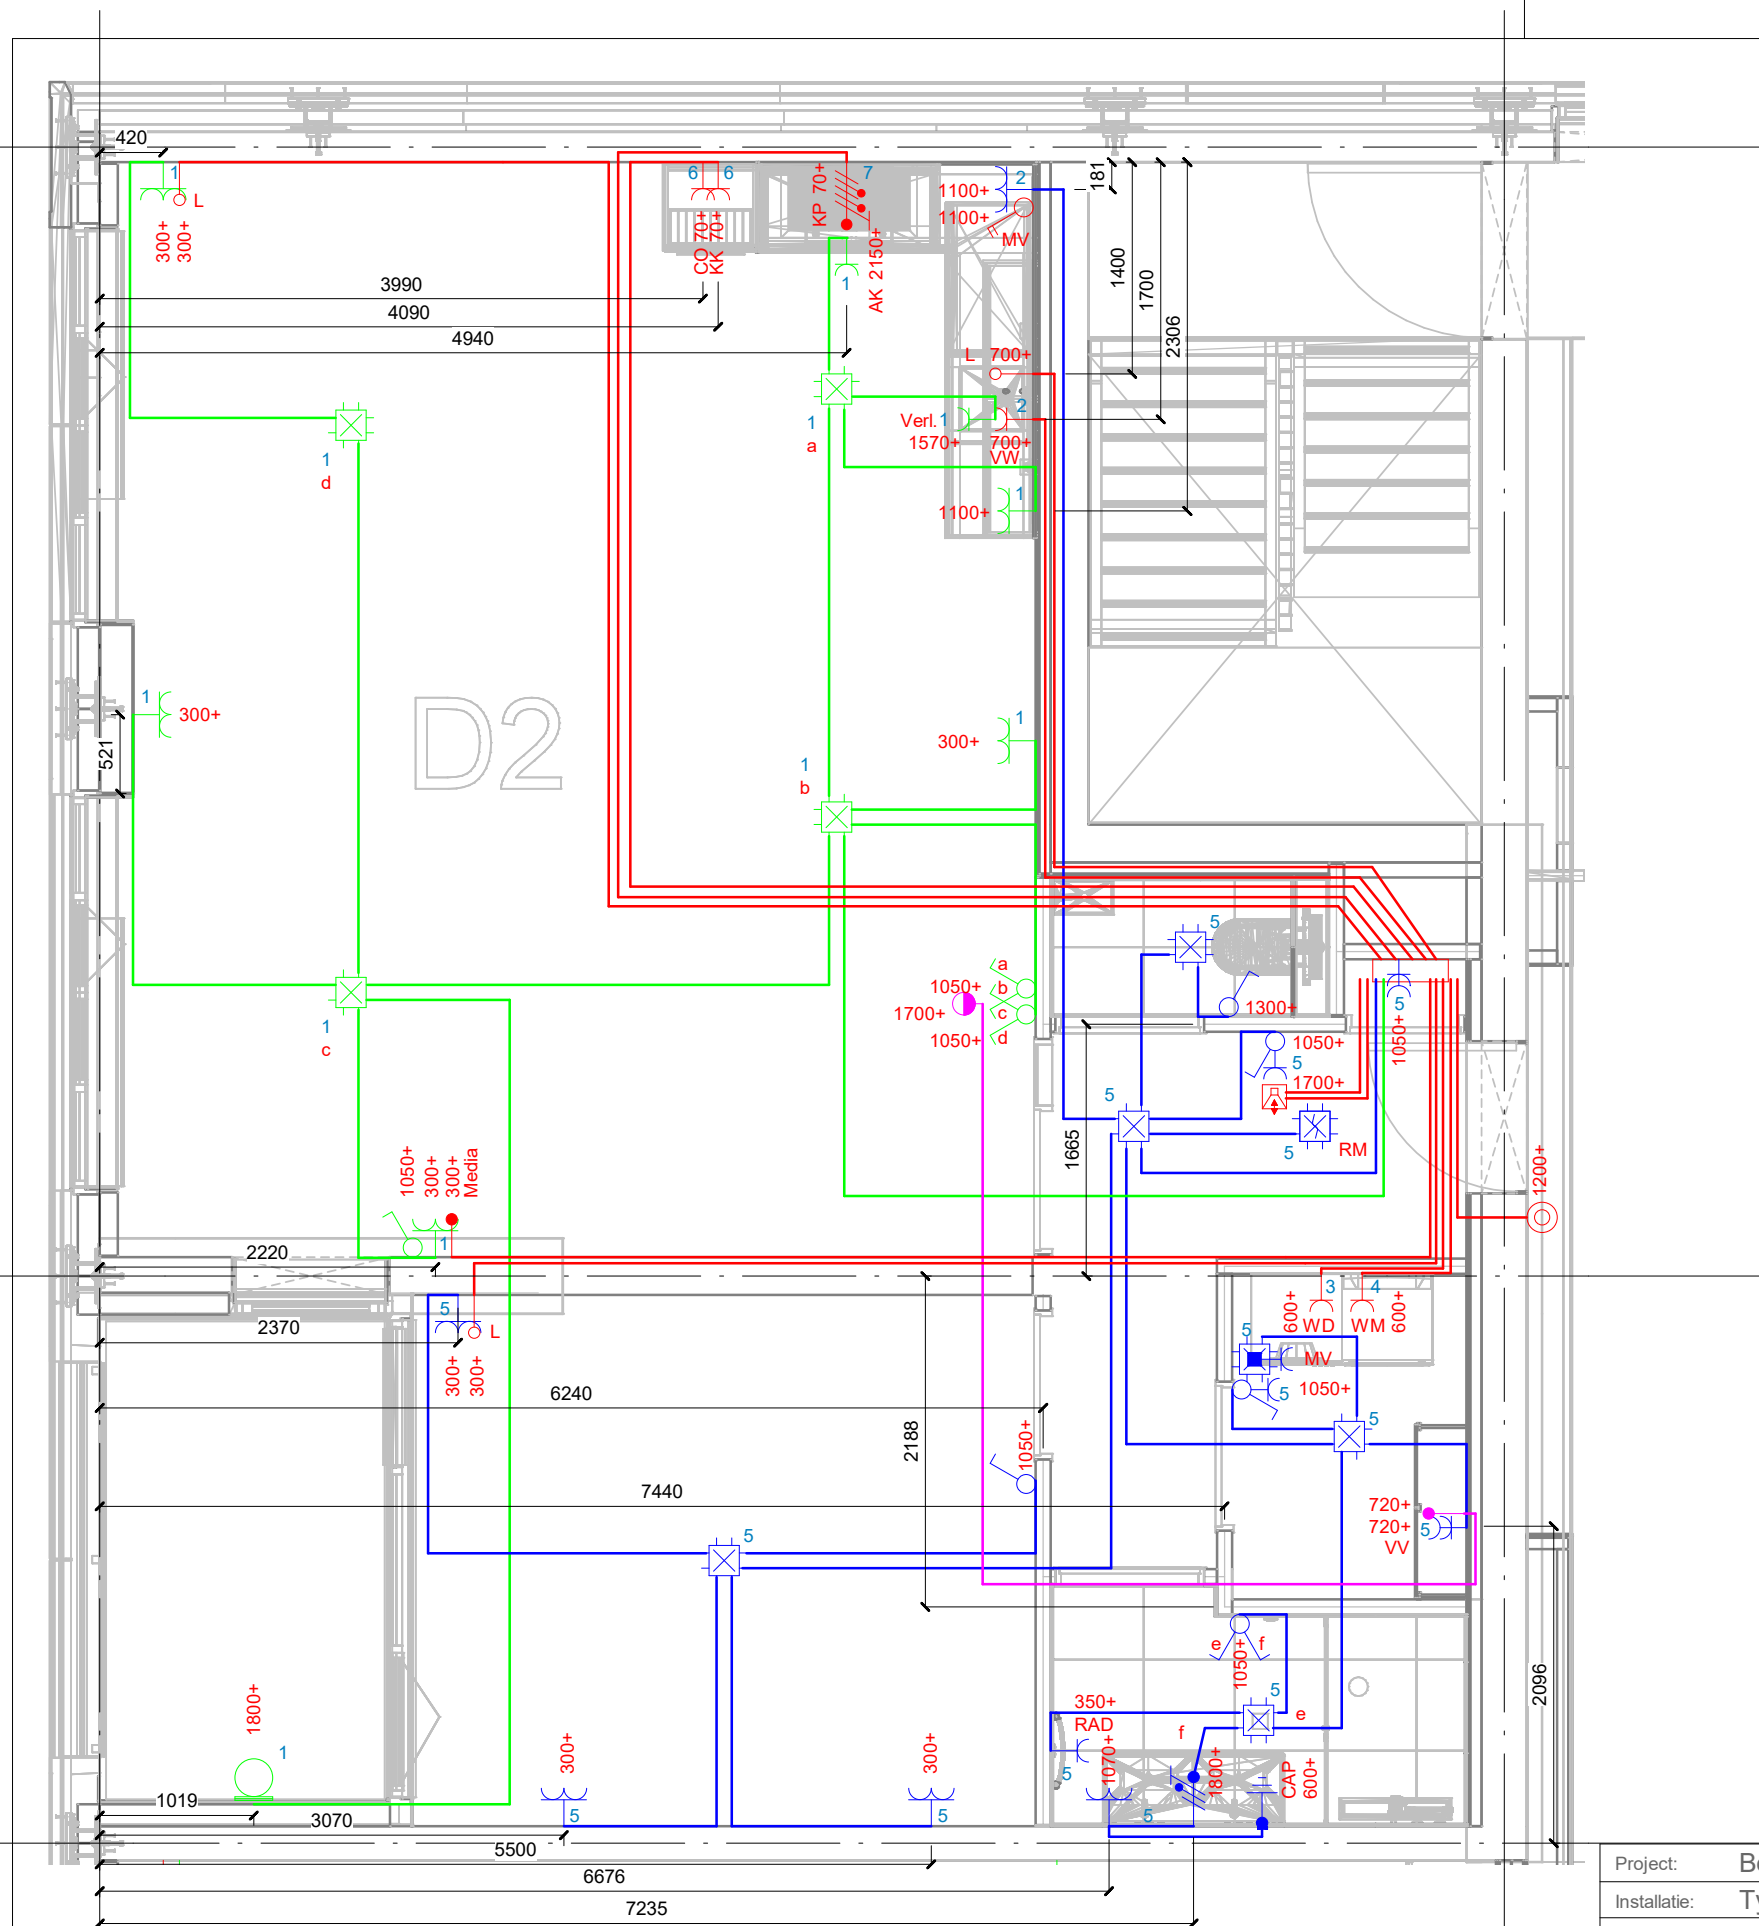 420
1
L
300+
300+
3990
4090
4940
6
6
CO 70+
KK 70+
KP 70+
7
AK 2150+
1
1100+
2
1100+
MV
181
1400
1700
2306
L
700+
2
Verl.
1
1570+
700+
VW
1
a
1
d
1100+
1
1
300+
521
D2
1
300+
1
b
1
c
a
1050+
b
1700+
c
1050+
d
5
1300+
5
1050+
1050+
5
1700+
5
5
RM
1665
1200+
1050+
300+
300+
Media
1
2220
5
L
2370
300+
300+
3
4
600+
WD
WM
600+
5
MV
5
1050+
5
6240
2188
1050+
7440
720+
720+
5
VV
5
2096
e
f
1050+
5
e
350+
RAD
f
5
1070+
5
1800+
CAP
600+
1800+
1
300+
5
300+
5
1019
3070
5500
6676
7235
Project:
Installatie: